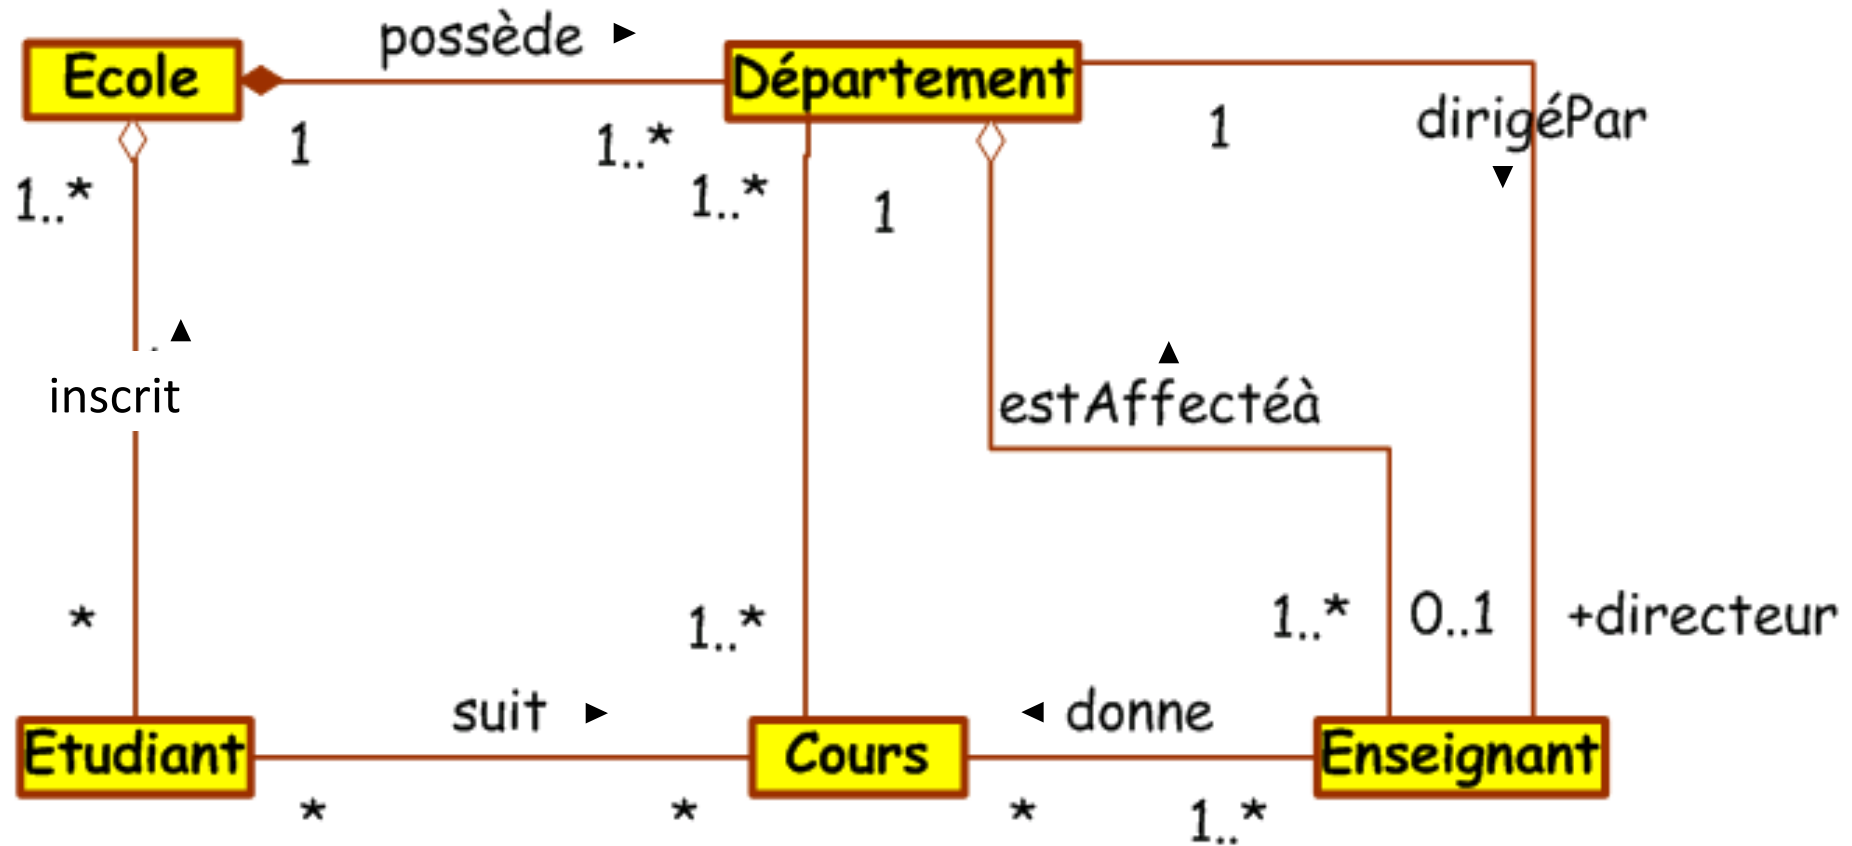 possède ►
Ecole
Département
1
1..*
1
dirigéPar
▼
1..*
1..*
1
▲
inscrit
▲
estAffectéà
*
1..*
1..*
0..1
+directeur
suit ►
◄ donne
Etudiant
Cours
Enseignant
*
*
*
1..*